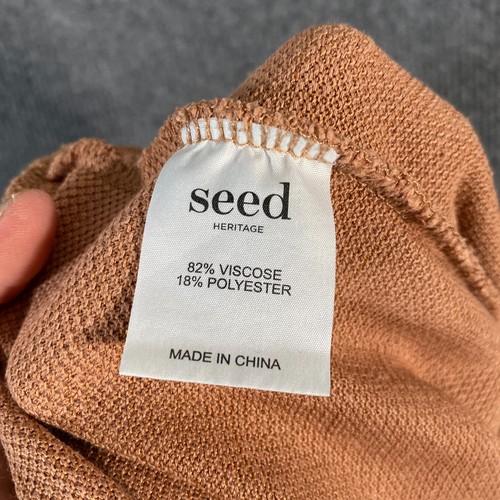 seed
HERITAGE
82% VISCOSE
18% POLYESTER
MADE IN CHINA